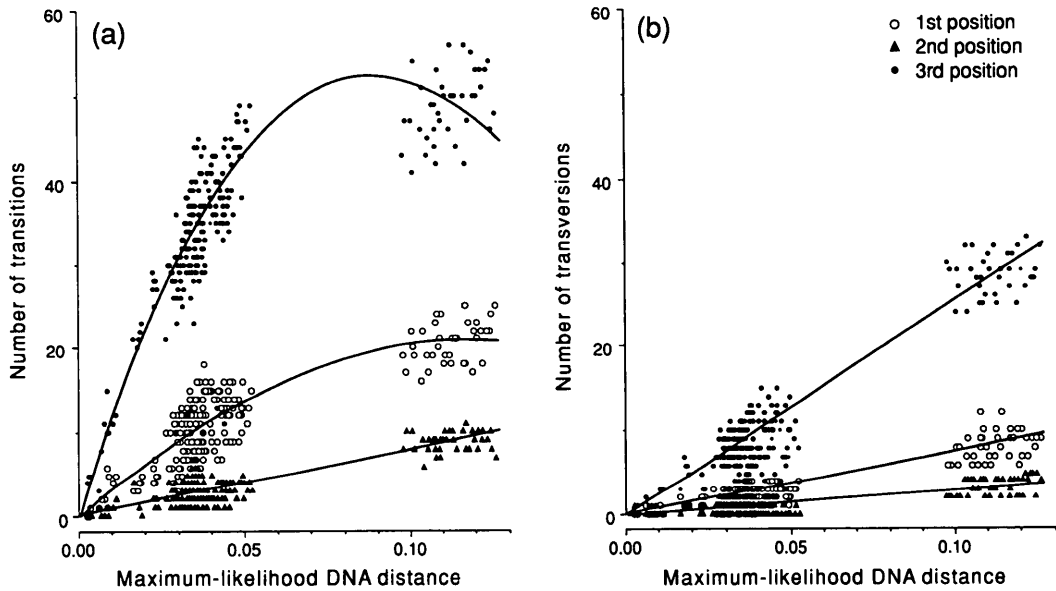 (a)
Number of transitions
60
40
20
0
0.00
0.05
0.10
Maximum-likelihood DNA distance
(b)
1st position
2nd position
3rd position
Number of transversions
60
40
20
0
0.00
0.05
0.10
Maximum-likelihood DNA distance